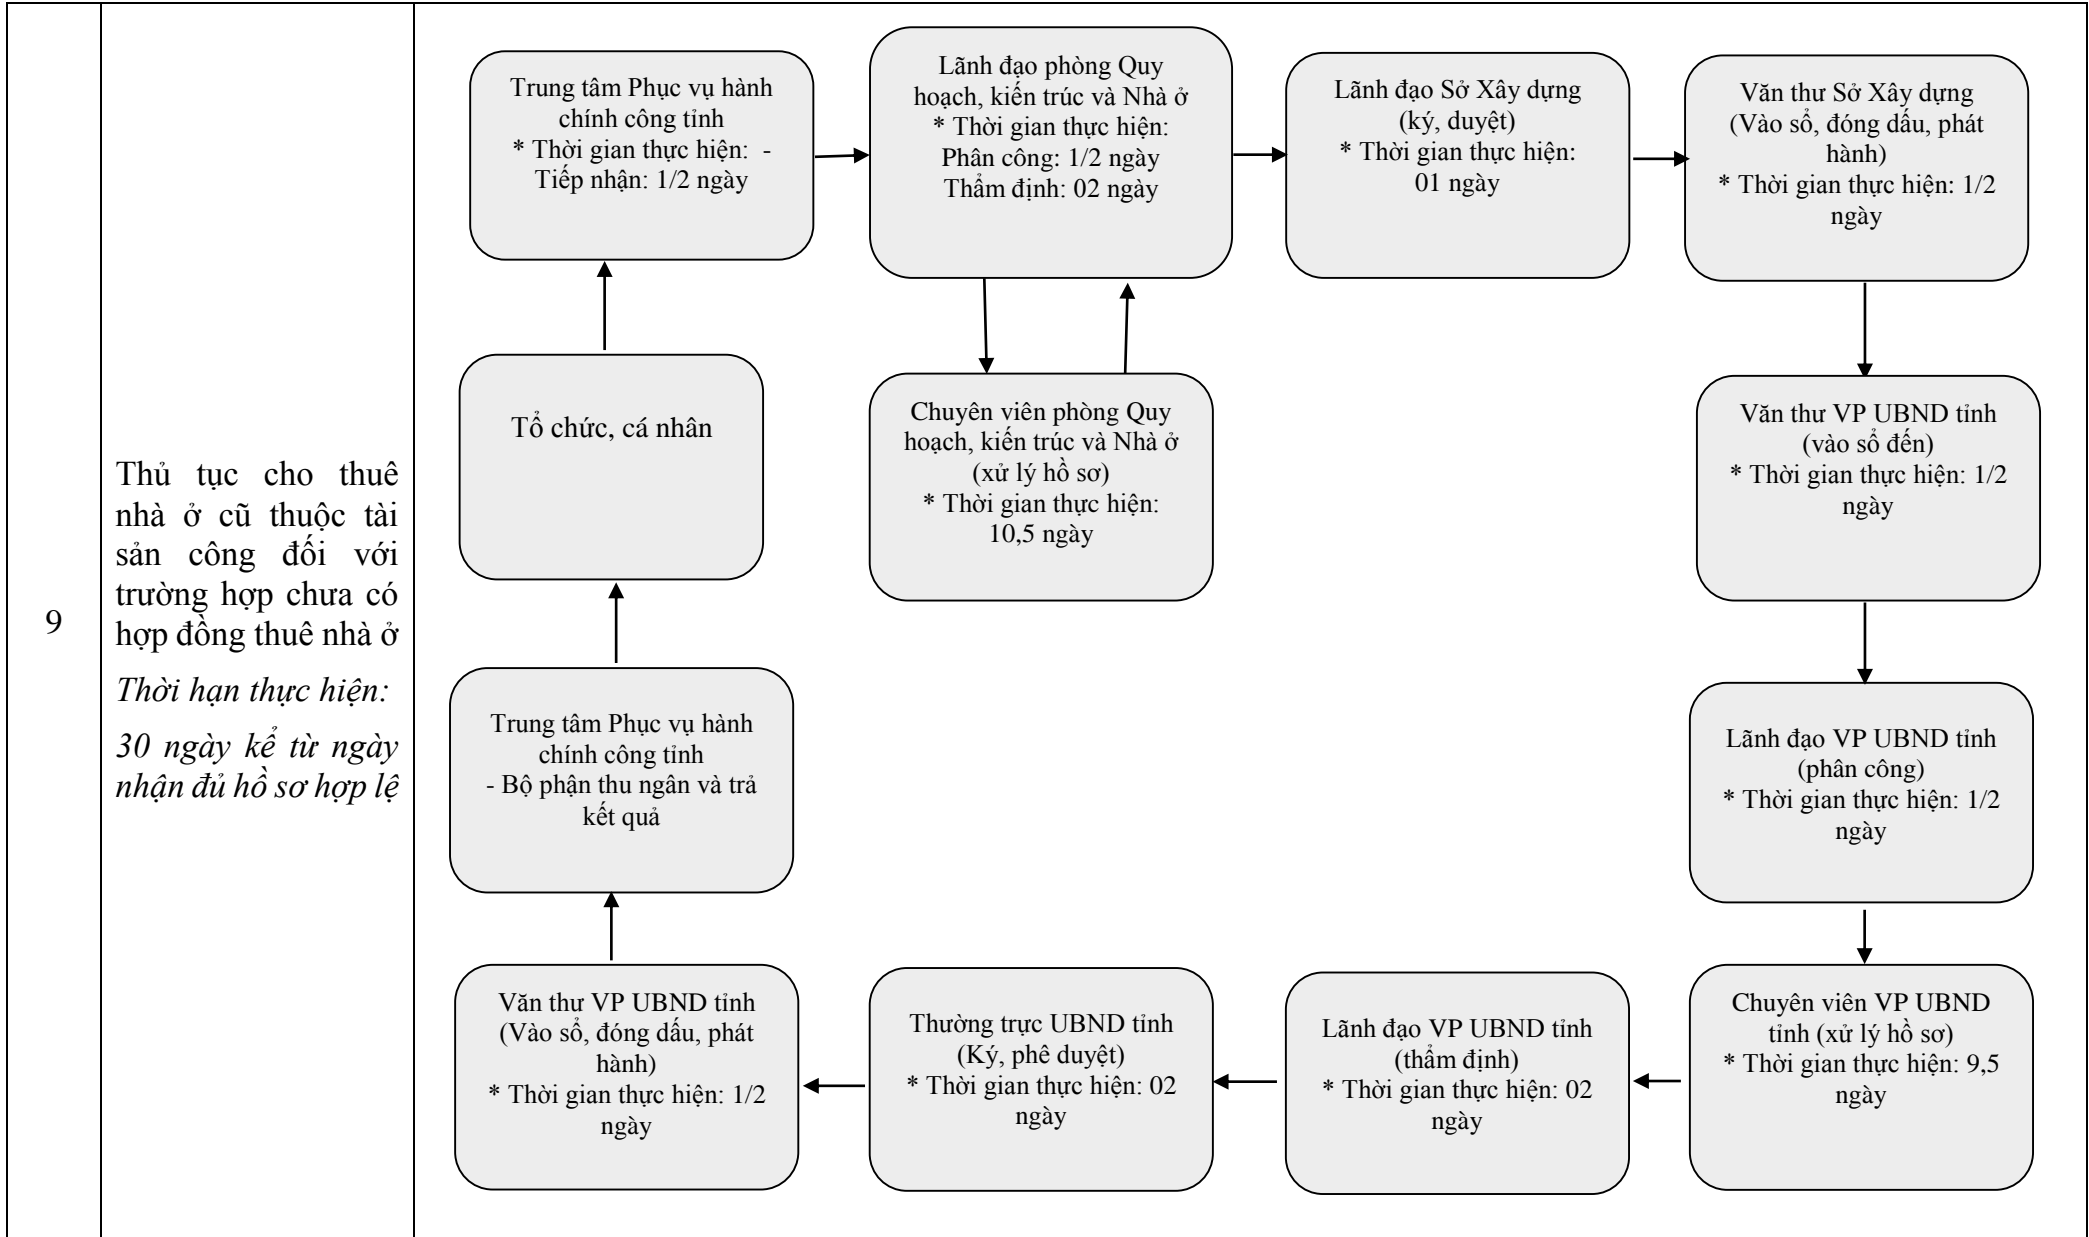 9
Thủ tục cho thuê
nhà ở cũ thuộc tài
sản công đối với
trường hợp chưa có
hợp đồng thuê nhà ở
Thời hạn thực hiện:
30 ngày kể từ ngày
nhận đủ hồ sơ hợp lệ
Trung tâm Phục vụ hành
chính công tỉnh
* Thời gian thực hiện: -
Tiếp nhận: 1/2 ngày
Lãnh đạo phòng Quy
hoạch, kiến trúc và Nhà ở
* Thời gian thực hiện:
Phân công: 1/2 ngày
Thẩm định: 02 ngày
Lãnh đạo Sở Xây dựng
(ký, duyệt)
* Thời gian thực hiện:
01 ngày
Văn thư Sở Xây dựng
(Vào sổ, đóng dấu, phát
hành)
* Thời gian thực hiện: 1/2
ngày
Tổ chức, cá nhân
Chuyên viên phòng Quy
hoạch, kiến trúc và Nhà ở
(xử lý hồ sơ)
* Thời gian thực hiện:
10,5 ngày
Văn thư VP UBND tỉnh
(vào sổ đến)
* Thời gian thực hiện: 1/2
ngày
Trung tâm Phục vụ hành
chính công tỉnh
- Bộ phận thu ngân và trả
kết quả
Lãnh đạo VP UBND tỉnh
(phân công)
* Thời gian thực hiện: 1/2
ngày
Văn thư VP UBND tỉnh
(Vào sổ, đóng dấu, phát
hành)
* Thời gian thực hiện: 1/2
ngày
Thường trực UBND tỉnh
(Ký, phê duyệt)
* Thời gian thực hiện: 02
ngày
Lãnh đạo VP UBND tỉnh
(thẩm định)
* Thời gian thực hiện: 02
ngày
Chuyên viên VP UBND
tỉnh (xử lý hồ sơ)
* Thời gian thực hiện: 9,5
ngày